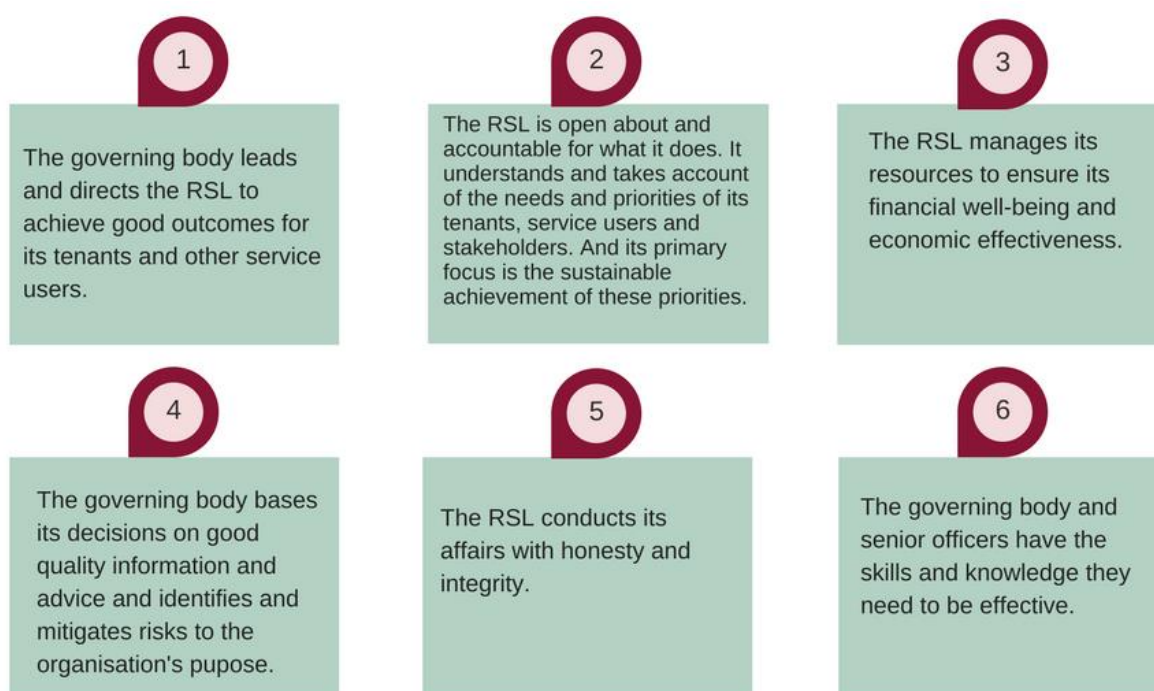 1
The governing body leads
and directs the RSL to
achieve good outcomes for
its tenants and other service
users.
2
The RSL is open about and
accountable for what it does. It
understands and takes account
of the needs and priorities of its
tenants, service users and
stakeholders. And its primary
focus is the sustainable
achievement of these priorities.
3
The RSL manages its
resources to ensure its
financial well-being and
economic effectiveness.
4
The governing body bases
its decisions on good
quality information and
advice and identifies and
mitigates risks to the
organisation's pupose.
5
The RSL conducts its
affairs with honesty and
integrity.
6
The governing body and
senior officers have the
skills and knowledge they
need to be effective.